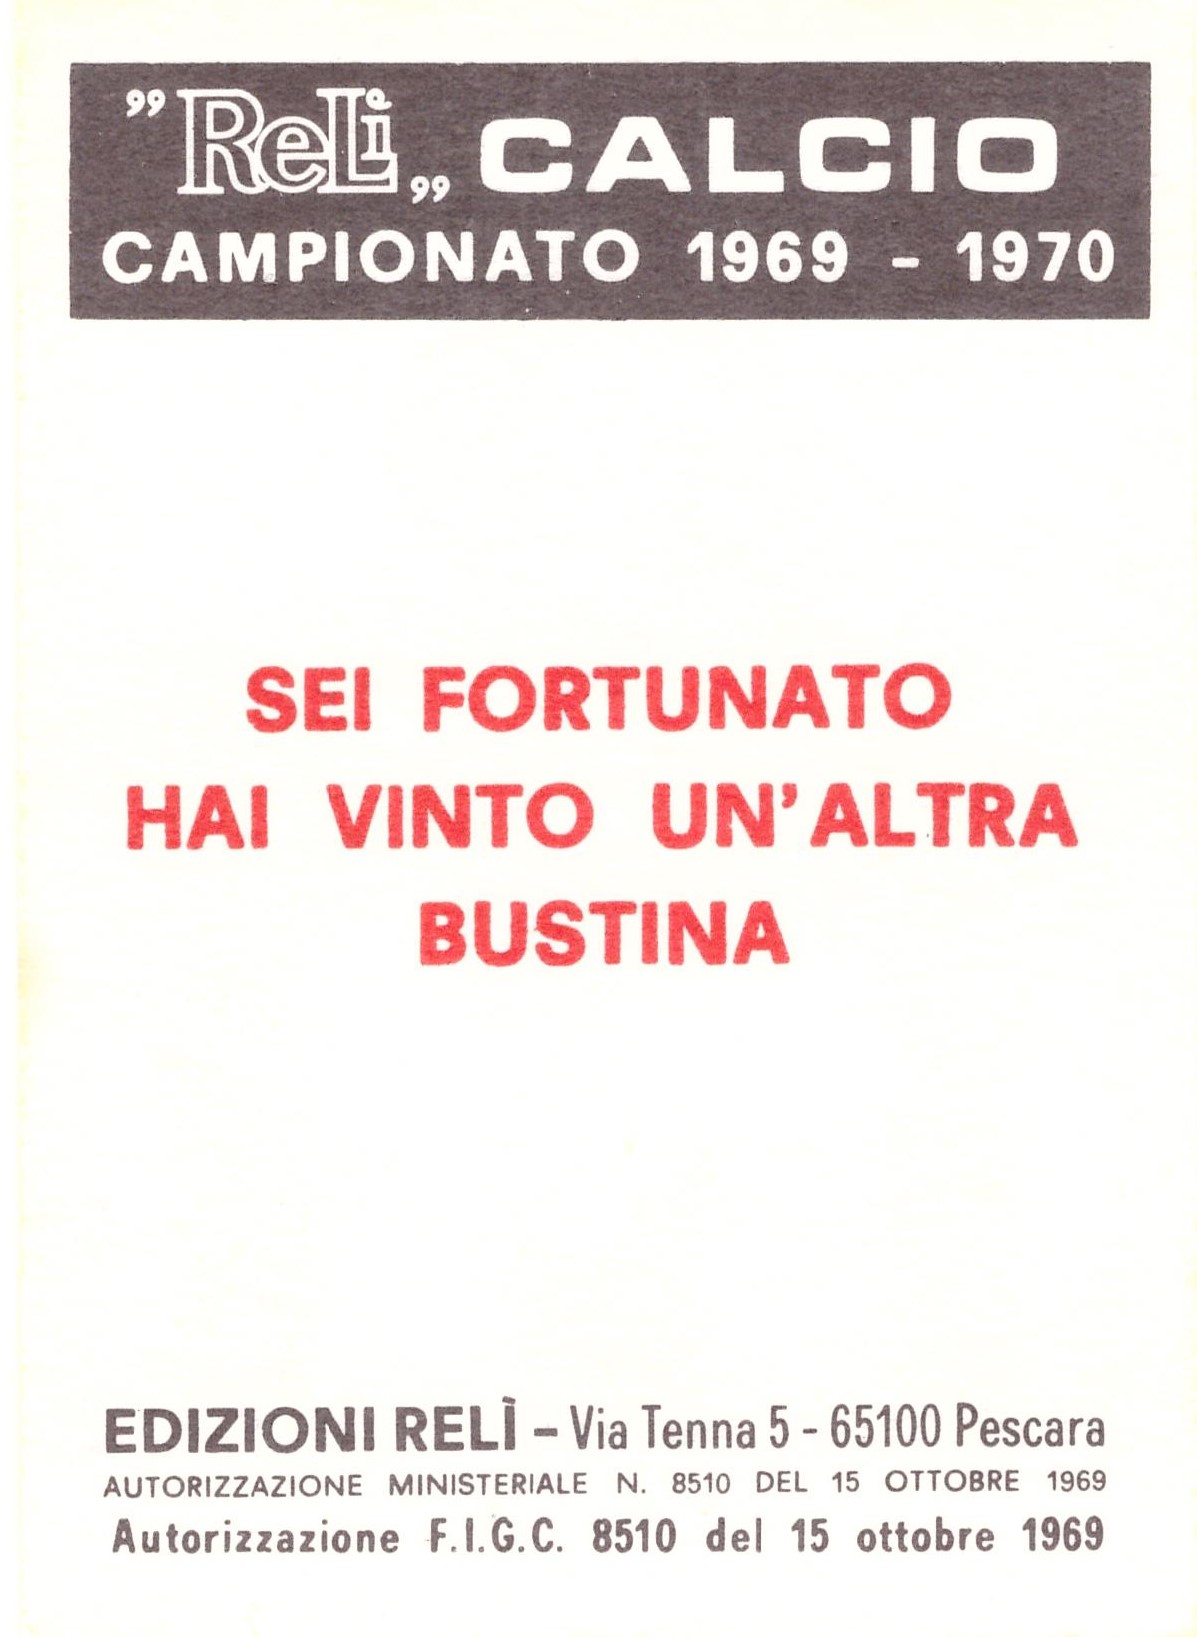 "Relì„ CALCIO
CAMPIONATO 1969 - 1970
SEI FORTUNATO
HAI VINTO UN'ALTRA
BUSTINA
EDIZIONI RELÌ - Via Tenna 5 - 65100 Pescara
AUTORIZZAZIONE MINISTERIALE N. 8510 DEL 15 OTTOBRE 1969
Autorizzazione F.I.G.C. 8510 del 15 ottobre 1969